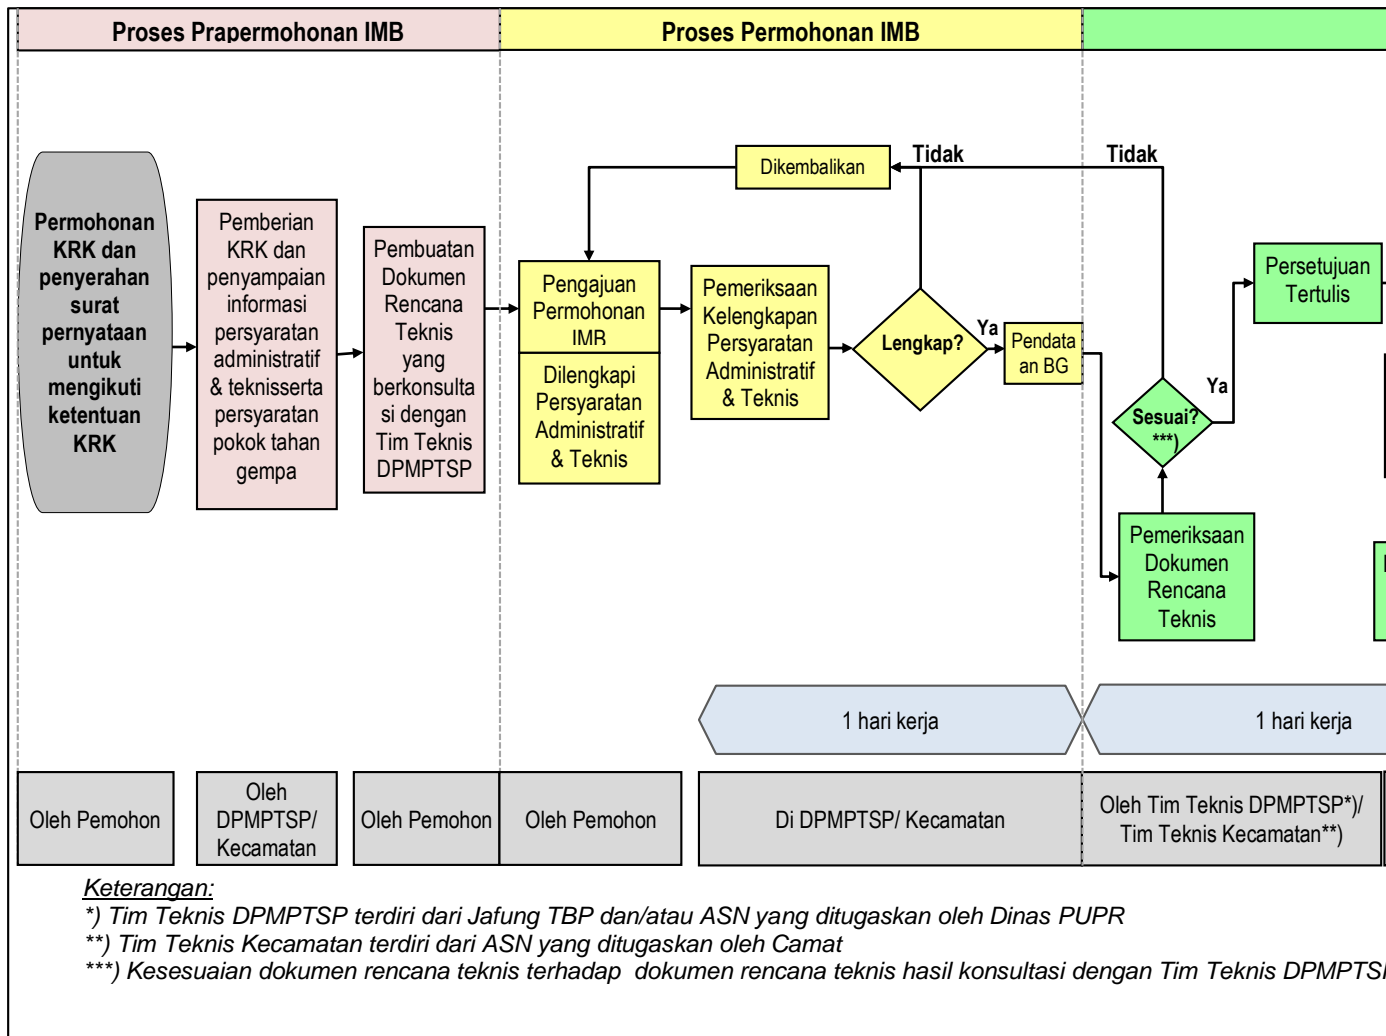 Proses Prapermohonan IMB
Proses Permohonan IMB
Permohonan
KRK dan
penyerahan
surat
pernyataan
untuk
mengikuti
ketentuan
KRK
Pemberian
KRK dan
penyampaian
informasi
persyaratan
administratif
& teknisserta
persyaratan
pokok tahan
gempa
Pembuatan
Dokumen
Rencana
Teknis
yang
berkonsulta
si dengan
Tim Teknis
DPMPTSP
Dikembalikan
Tidak
Tidak
Pengajuan
Permohonan
IMB
Dilengkapi
Persyaratan
Administratif
& Teknis
Pemeriksaan
Kelengkapan
Persyaratan
Administratif
& Teknis
Lengkap?
Ya
Pendata
an BG
Sesuai?
***)
Ya
Persetujuan
Tertulis
Pemeriksaan
Dokumen
Rencana
Teknis
1 hari kerja
1 hari kerja
Oleh Pemohon
Oleh
DPMPTSP/
Kecamatan
Oleh Pemohon
Oleh Pemohon
Di DPMPTSP/ Kecamatan
Oleh Tim Teknis DPMPTSP*)/
Tim Teknis Kecamatan**)
Keterangan:
*) Tim Teknis DPMPTSP terdiri dari Jafung TBP dan/atau ASN yang ditugaskan oleh Dinas PUPR
**) Tim Teknis Kecamatan terdiri dari ASN yang ditugaskan oleh Camat
***) Kesesuaian dokumen rencana teknis terhadap dokumen rencana teknis hasil konsultasi dengan Tim Teknis